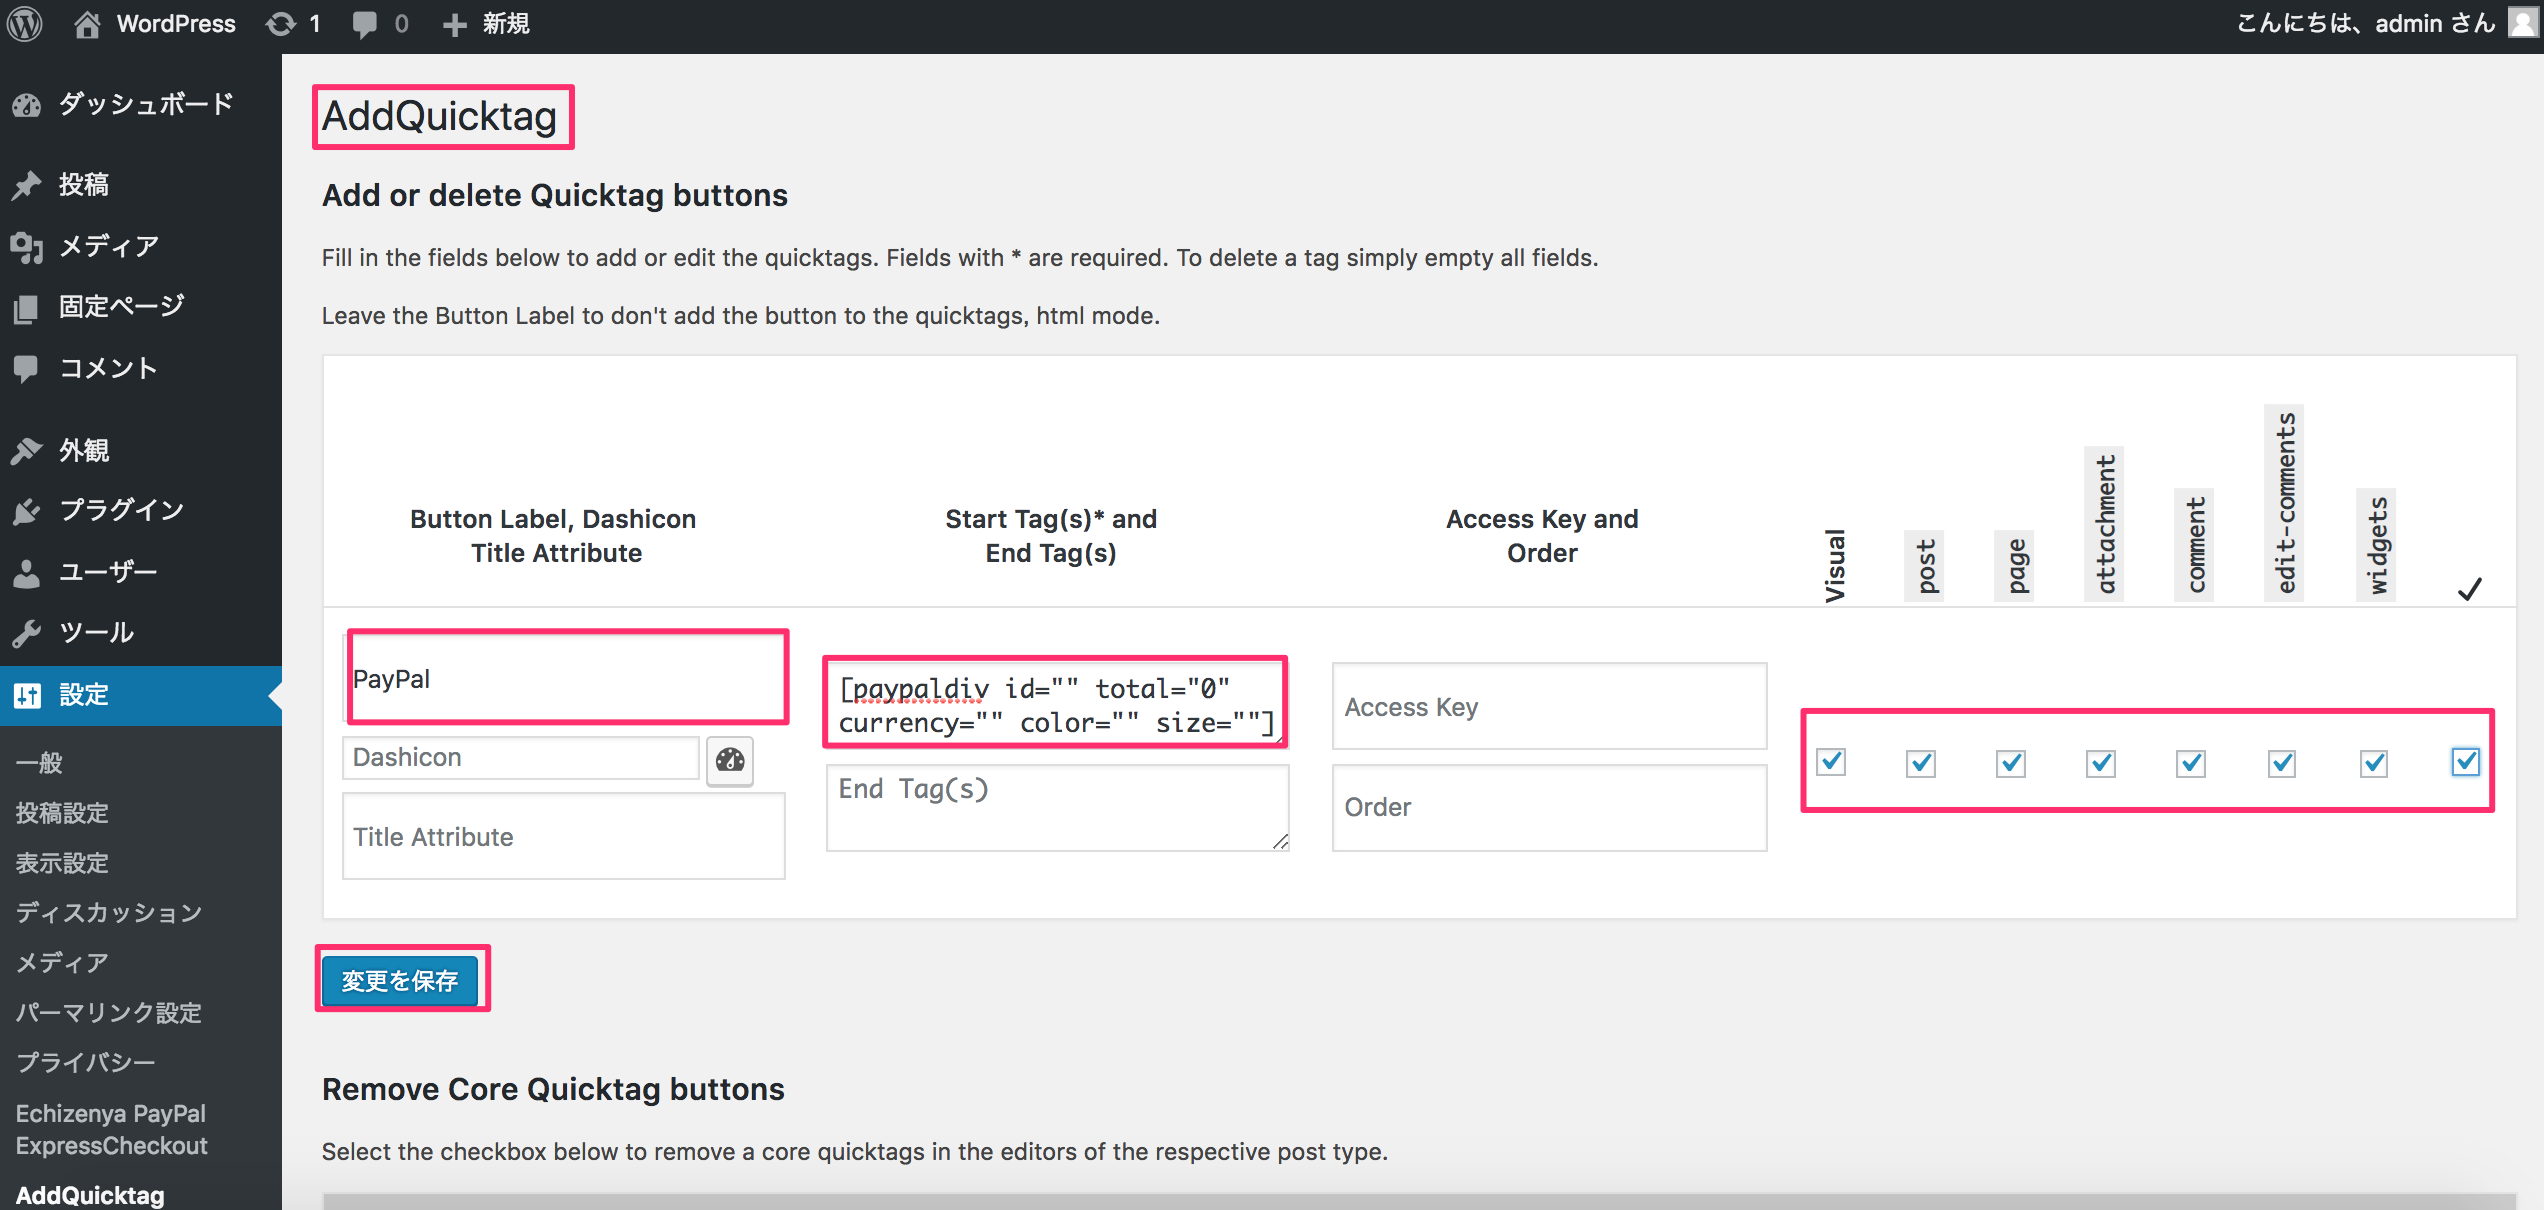 WordPress 1 0 新規 こんにちは、admin さん
ダッシュボード
投稿
メディア
固定ページ
コメント
外観
プラグイン
ユーザー
ツール
設定
一般
投稿設定
表示設定
ディスカッション
メディア
パーマリンク設定
プライバシー
Echizenya PayPal
ExpressCheckout
AddQuicktag
AddQuicktag
Add or delete Quicktag buttons
Fill in the fields below to add or edit the quicktags. Fields with * are required. To delete a tag simply empty all fields.
Leave the Button Label to don't add the button to the quicktags, html mode.
Button Label, Dashicon
Title Attribute
Start Tag(s)* and
End Tag(s)
Access Key and
Order
Visual
post
page
attachment
comment
edit-comments
widgets
PayPal
Dashicon
Title Attribute
[paypaldiv id="" total="0"
currency="" color="" size=""]
End Tag(s)
Access Key
Order
変更を保存
Remove Core Quicktag buttons
Select the checkbox below to remove a core quicktags in the editors of the respective post type.